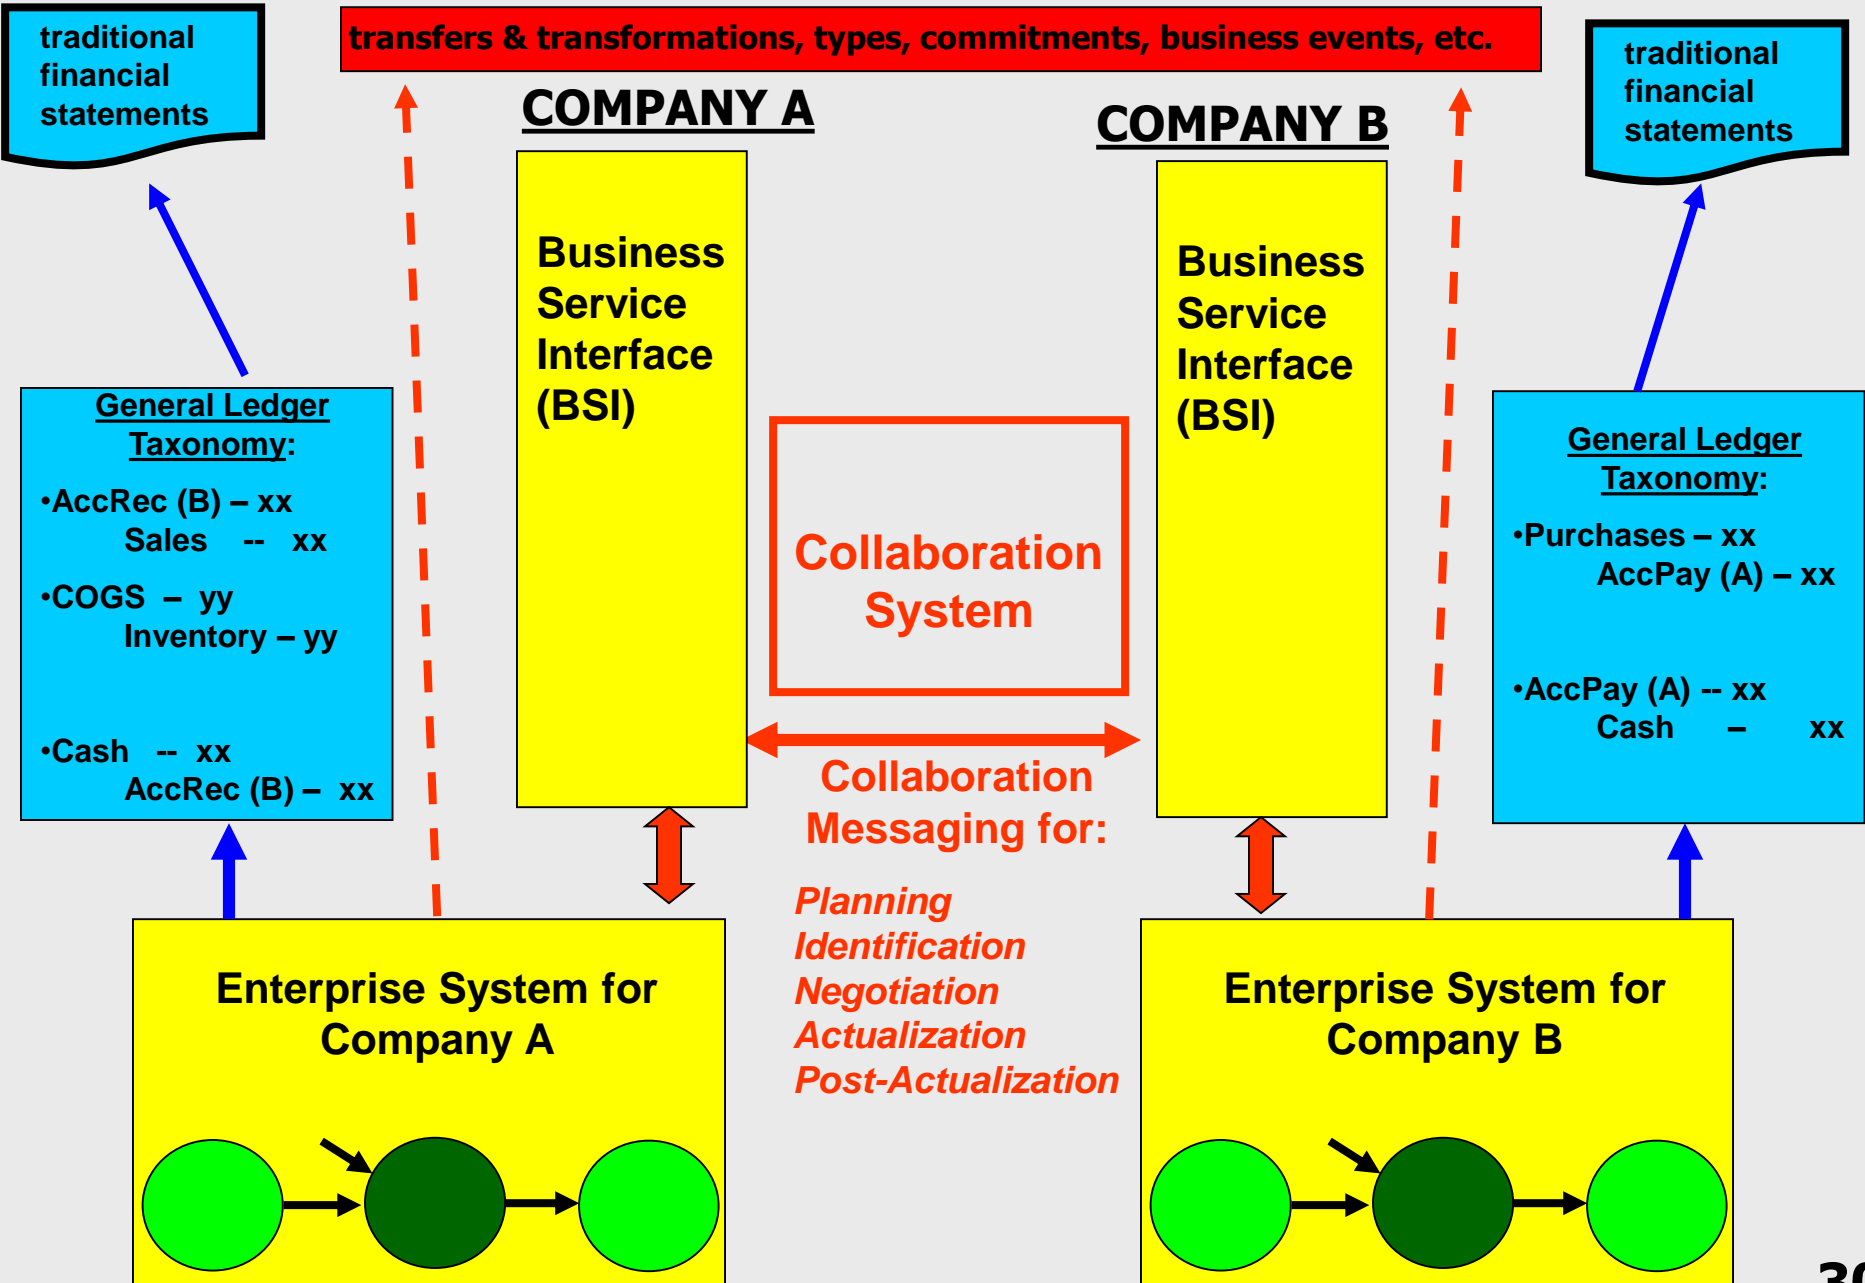 traditional
financial
statements
transfers & transformations, types, commitments, business events, etc.
traditional
financial
statements
COMPANY A
COMPANY B
Business
Service
Interface
(BSI)
Business
Service
Interface
(BSI)
General Ledger
Taxonomy:
•AccRec (B) – xx
Sales -- xx
•COGS – yy
Inventory – yy
•Cash -- xx
AccRec (B) – xx
Collaboration
System
General Ledger
Taxonomy:
•Purchases – xx
AccPay (A) – xx
•AccPay (A) -- xx
Cash – xx
Collaboration
Messaging for:
Planning
Identification
Negotiation
Actualization
Post-Actualization
Enterprise System for
Company A
Enterprise System for
Company B